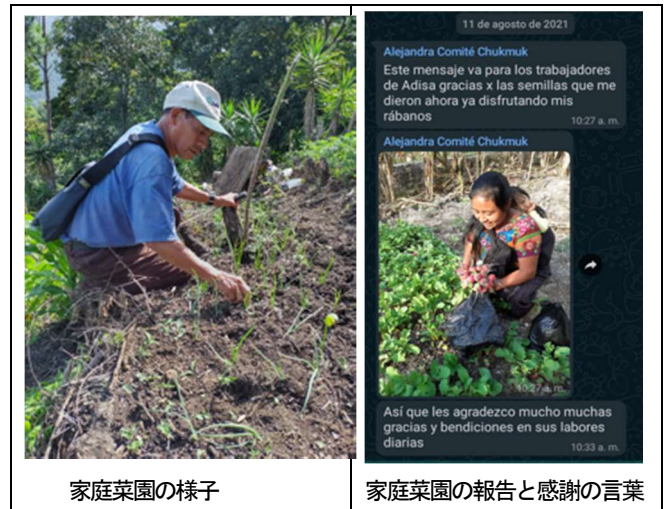 11 de agosto de 2021
Alejandra Comité Chukmuk
Este mensaje va para los trabajadores
de Adisa gracias x las semillas que me
dieron ahora ya disfrutando mis
rábanos
10:27 a. m.
Alejandra Comité Chukmuk
10:27 a. m.
Así que les agradezco mucho muchas
gracias y bendiciones en sus labores
diarias
10:33 a. m.
家庭菜園の様子
家庭菜園の報告と感謝の言葉